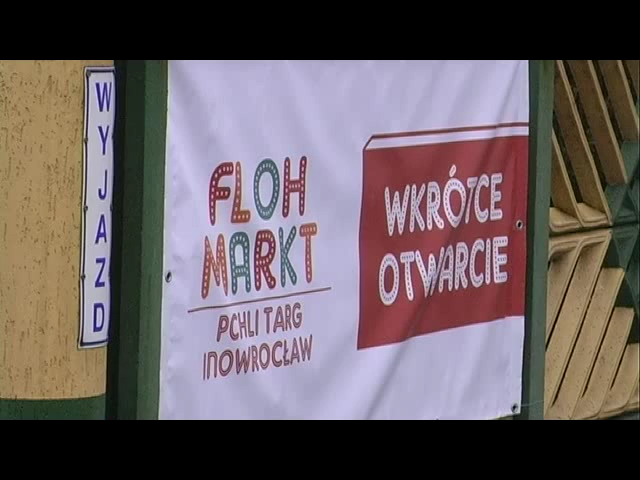 WYJAZD
FLOH
MARKT
PCHLI TARG
INOWROCŁAW
WKRÓTCE
OTWARCIE